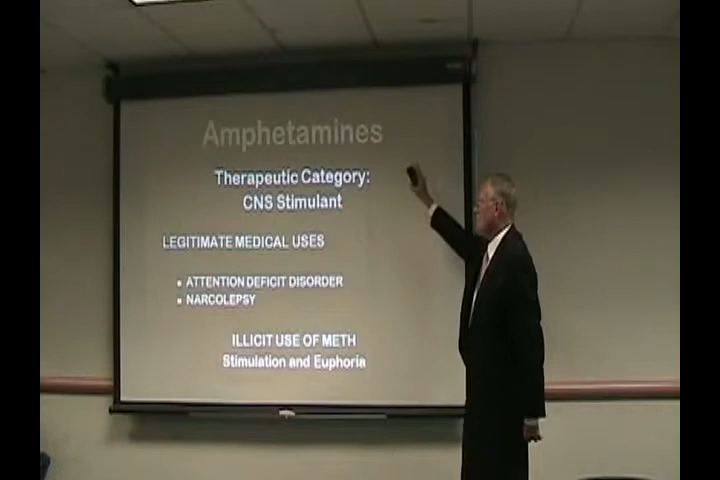 Amphetamines
Therapeutic Category:
CNS Stimulant
LEGITIMATE MEDICAL USES
• ATTENTION DEFICIT DISORDER
• NARCOLEPSY
ILLICIT USE OF METH
Stimulation and Euphoria